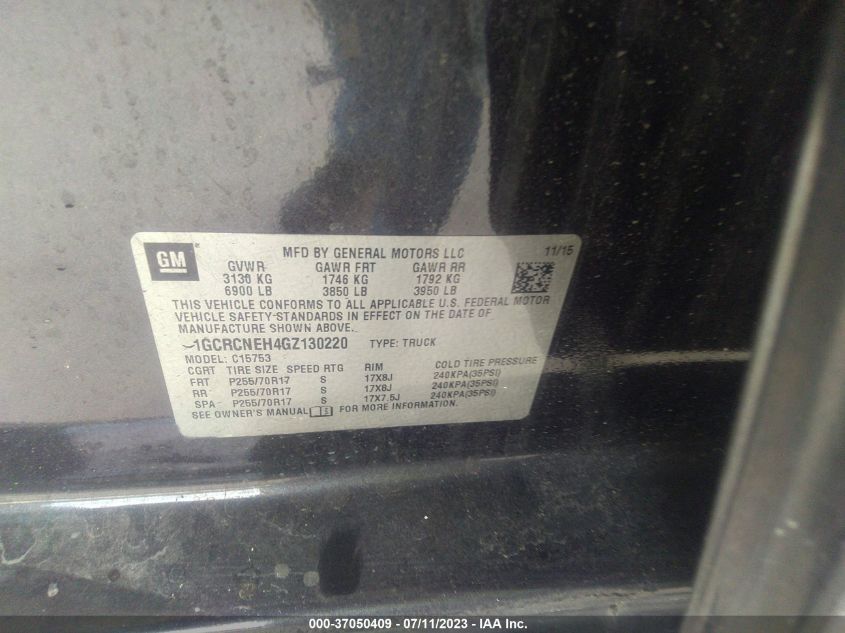 GM
MFD BY GENERAL MOTORS LLC 11/15
GVWR GAWR FRT GAWR RR
3130 KG 1746 KG 1792 KG
6900 LB 3850 LB 3950 LB
THIS VEHICLE CONFORMS TO ALL APPLICABLE U.S. FEDERAL MOTOR
VEHICLE SAFETY-STANDARDS IN EFFECT ON THE DATE OF
MANUFACTURE SHOWN ABOVE.
1GCRCNEH4GZ130220 TYPE: TRUCK
MODEL: C15753
CGRT TIRE SIZE SPEED RTG RIM COLD TIRE PRESSURE
FRT P255/70R17 S 17X8J 240KPA(35PSI)
RR P255/70R17 S 17X8J 240KPA(35PSI)
SPA- P255/70R17 S 17X7.5J 240KPA(35PSI)
SEE OWNER'S MANUAL FOR MORE INFORMATION.
000-37050409 - 07/11/2023 - IAA Inc.